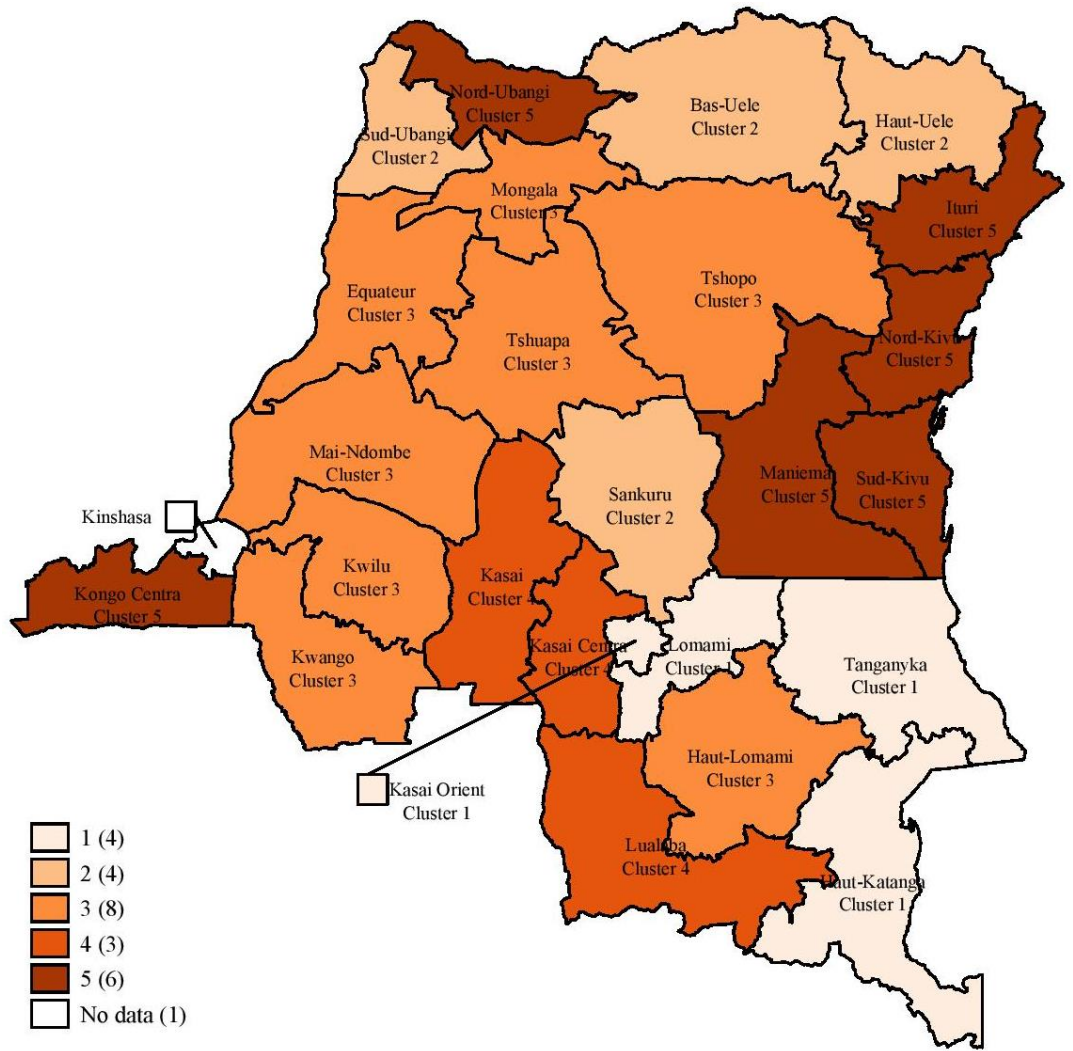 Nord-Ubangi
Cluster 5
Bas-Uele
Cluster 2
Haut-Uele
Cluster 2
Sud-Ubangi
Cluster 2
Mongala
Cluster 3
Ituri
Cluster 5
Equateur
Cluster 3
Tshopo
Cluster 3
Tshuapa
Cluster 3
Nord-Kivu
Cluster 5
Mai-Ndombe
Cluster 3
Maniema
Cluster 5
Sud-Kivu
Cluster 5
Sankuru
Cluster 2
Kinshasa
Kwilu
Cluster 3
Kasai
Cluster 4
Kongo Centra
Cluster 5
Kasai Centra
Cluster 4
Lomami
Cluster 1
Kwango
Cluster 3
Tanganyka
Cluster 1
Haut-Lomami
Cluster 3
Kasai Orient
Cluster 1
Lualaba
Cluster 4
Haut-Katanga
Cluster 1
1 (4)
2 (4)
3 (8)
4 (3)
5 (6)
No data (1)